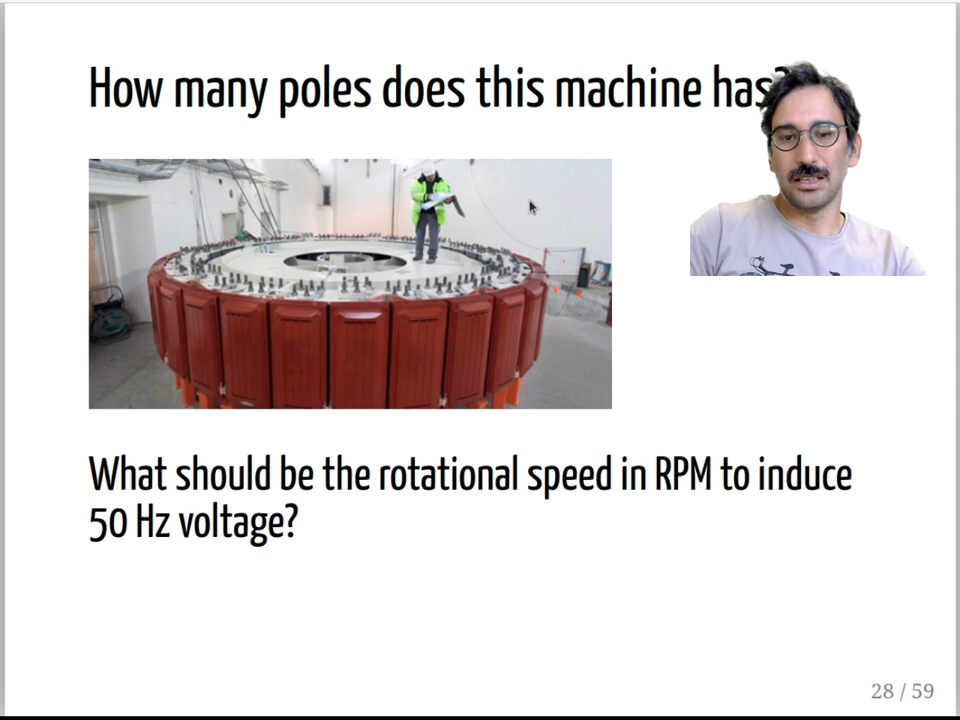 How many poles does this machine has?
What should be the rotational speed in RPM to induce
50 Hz voltage?
28 / 59